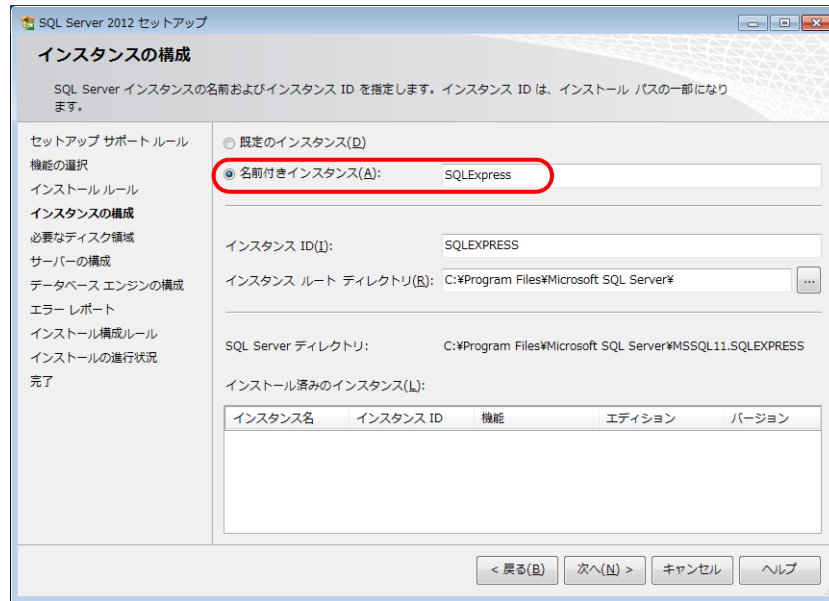 SQL Server 2012 セットアップ
インスタンスの構成
SQL Server インスタンスの名前およびインスタンス ID を指定します。インスタンス ID は、インストール パスの一部になり
ます。
セットアップ サポート ルール
機能の選択
インストール ルール
インスタンスの構成
必要なディスク領域
サーバーの構成
データベース エンジンの構成
エラー レポート
インストール構成ルール
インストールの進行状況
完了
既定のインスタンス(D)
名前付きインスタンス(A): SQLExpress
インスタンス ID(I): SQLEXPRESS
インスタンス ルート ディレクトリ(R): C:¥Program Files¥Microsoft SQL Server¥ ...
SQL Server ディレクトリ: C:¥Program Files¥Microsoft SQL Server¥MSSQL11.SQLEXPRESS
インストール済みのインスタンス(L):
インスタンス名 インスタンス ID 機能 エディション バージョン
< 戻る(B) 次へ(N) > キャンセル ヘルプ